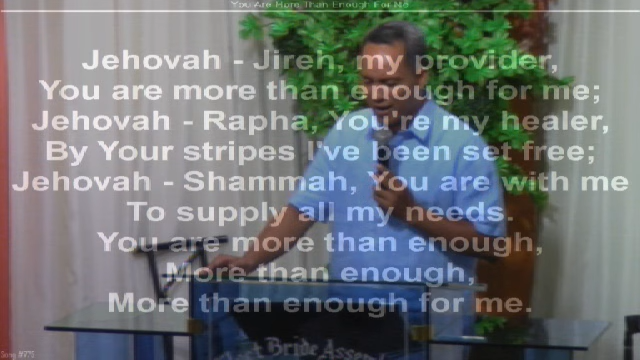 You Are More Than Enough For Me
Jehovah - Jireh, my provider,
You are more than enough for me;
Jehovah - Rapha, You're my healer,
By Your stripes I've been set free;
Jehovah - Shammah, You are with me
To supply all my needs.
You are more than enough,
More than enough,
More than enough for me.
Bride Assem